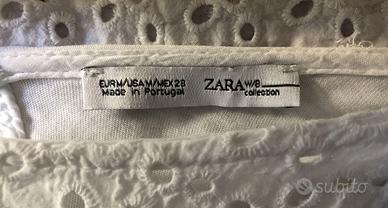 EUR M/USA M/MEX 28
Made in Portugal
ZARA W/B
collection
subito